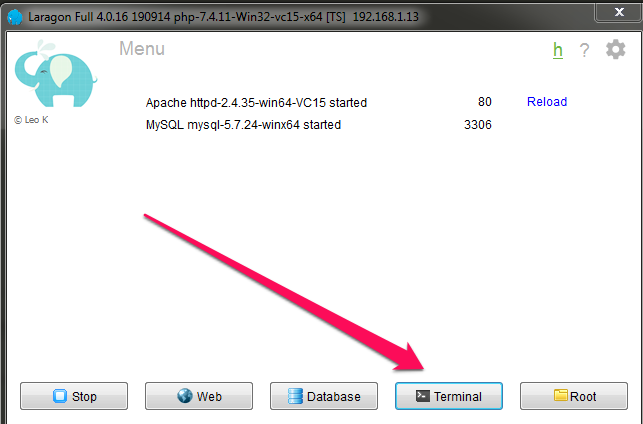 Laragon Full 4.0.16 190914 php-7.4.11-Win32-vc15-x64 [TS] 192.168.1.13
Menu
h ?
© Leo K
Apache httpd-2.4.35-win64-VC15 started 80 Reload
MySQL mysql-5.7.24-winx64 started 3306
Stop Web Database Terminal Root